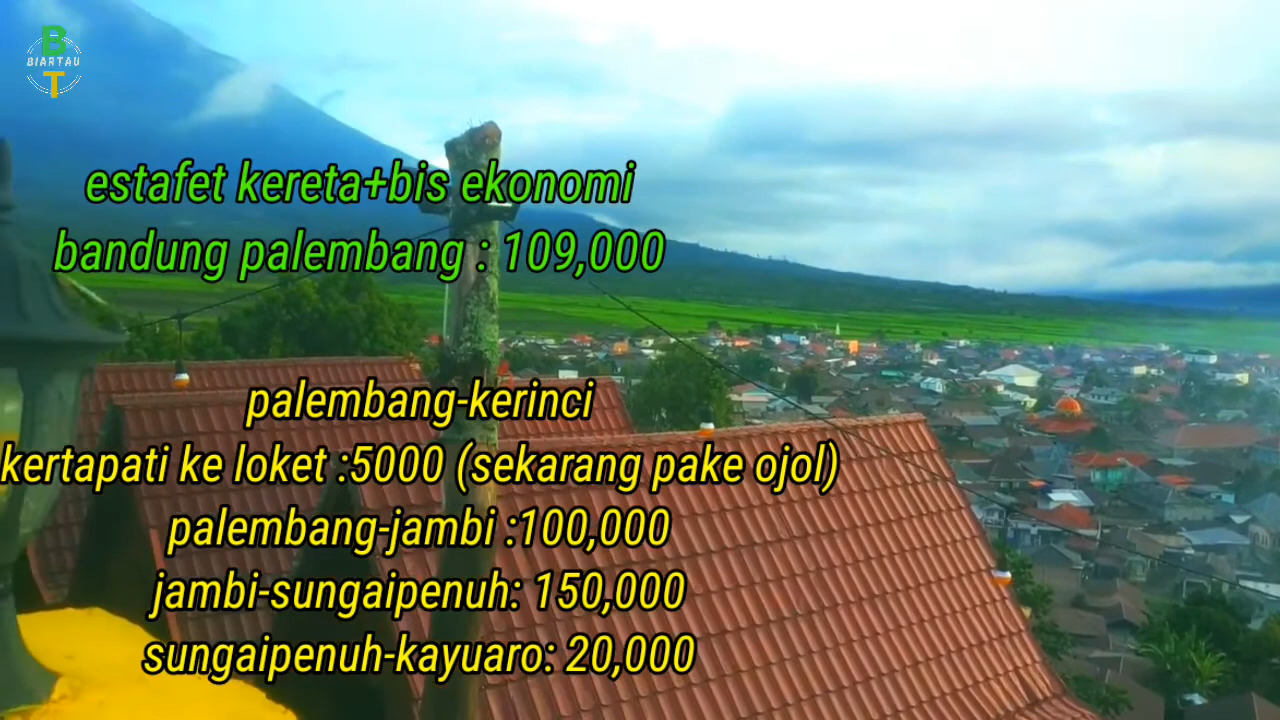 B
BIARTAU
T
estafet kereta+bis ekonomi
bandung palembang : 109,000
palembang-kerinci
kertapati ke loket :5000 (sekarang pake ojol)
palembang-jambi :100,000
jambi-sungaipenuh: 150,000
sungaipenuh-kayuaro: 20,000